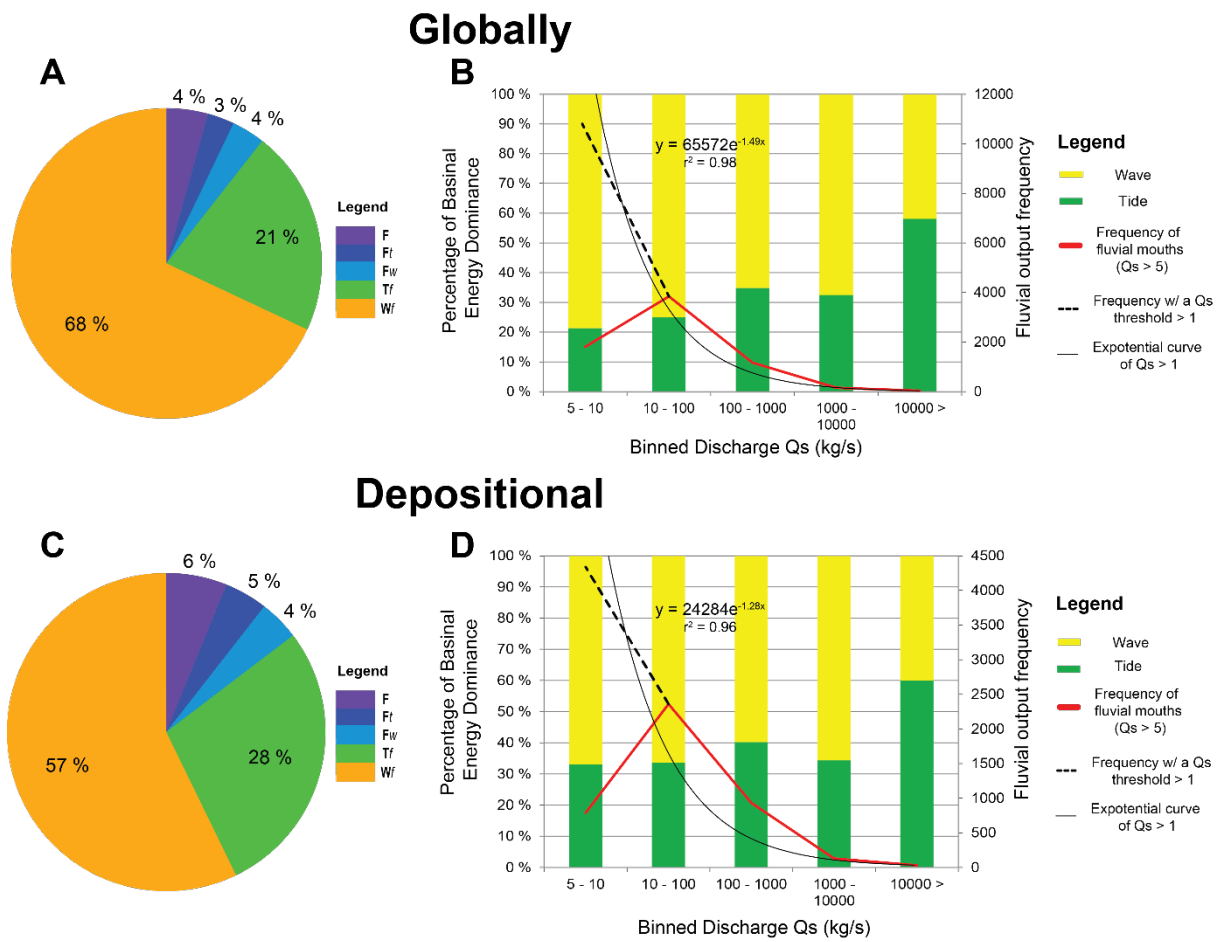 Globally
A
4 %
3 %
4 %
21 %
68 %
Legend
F
Ft
Fw
Tf
Wf
B
100 %
90 %
80 %
70 %
60 %
50 %
40 %
30 %
20 %
10 %
0 %
Percentage of Basinal
Energy Dominance
y = 65572e-1.49x
r² = 0.98
12000
10000
8000
6000
4000
2000
0
Fluvial output frequency
5 - 10
10 - 100
100 - 1000
1000 -
10000
10000 >
Binned Discharge Qs (kg/s)
Legend
Wave
Tide
Frequency of
fluvial mouths
(Qs > 5)
Frequency w/ a Qs
threshold > 1
Expotential curve
of Qs > 1
Depositional
C
6 %
5 %
4 %
28 %
57 %
Legend
F
Ft
Fw
Tf
Wf
D
100 %
90 %
80 %
70 %
60 %
50 %
40 %
30 %
20 %
10 %
0 %
Percentage of Basinal
Energy Dominance
y = 24284e-1.28x
r² = 0.96
4500
4000
3500
3000
2500
2000
1500
1000
500
0
Fluvial output frequency
5 - 10
10 - 100
100 - 1000
1000 -
10000
10000 >
Binned Discharge Qs (kg/s)
Legend
Wave
Tide
Frequency of
fluvial mouths
(Qs > 5)
Frequency w/ a Qs
threshold > 1
Expotential curve
of Qs > 1